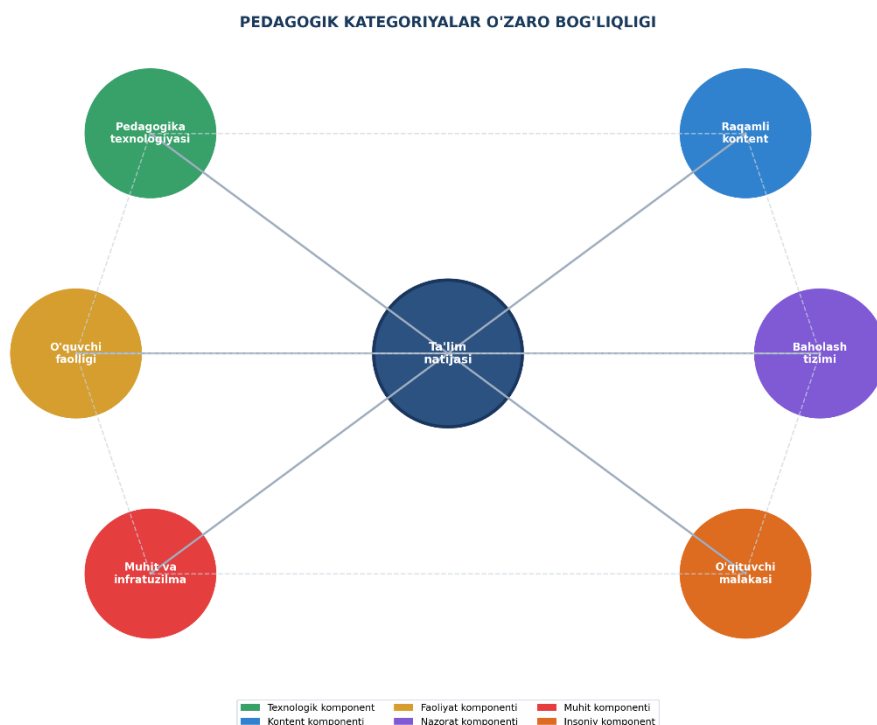 PEDAGOGIK KATEGORIYALAR O'ZARO BOG'LIQLIGI
Pedagogika
texnologiyasi
Raqamli
kontent
O'quvchi
faolligi
Ta'lim
natijasi
Baholash
tizimi
Muhit va
infratuzilma
O'qituvchi
malakasi
Texnologik komponent
Faoliyat komponenti
Muhit komponenti
Kontent komponenti
Nazorat komponenti
Insoniy komponent